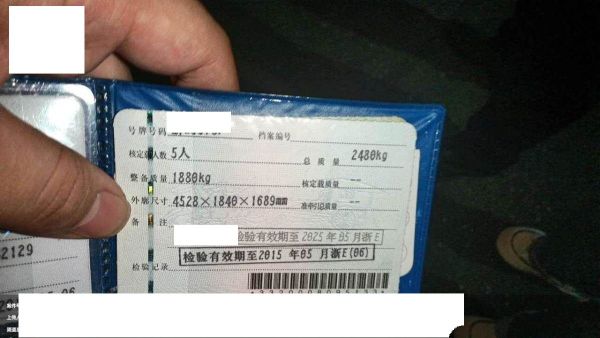 号牌号码 档案编号
核定载人数 5人 总质量 2480kg
整备质量 1880kg 核定载质量 --
外廓尺寸 4528×1840×1689mm 准牵引总质量 --
备注
检验有效期至2025年05月浙E
检验有效期至2015年05月浙E(06)
检验记录
2129